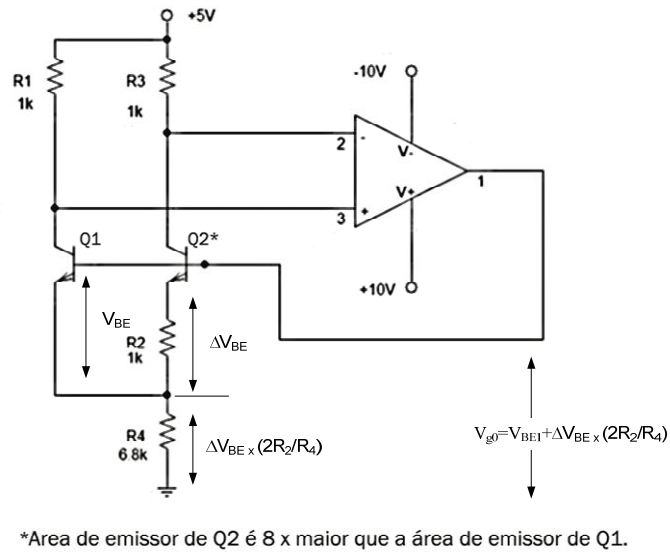 +5V
R1
1k
R3
1k
-10V
2
-
V-
1
V+
3
+
Q1
Q2*
+10V
V_BE
R2
1k
ΔV_BE
R4
6.8k
ΔV_BE x (2R_2/R_4)
V_g0=V_BE1+ΔV_BE x (2R_2/R_4)
*Area de emissor de Q2 é 8 x maior que a área de emissor de Q1.